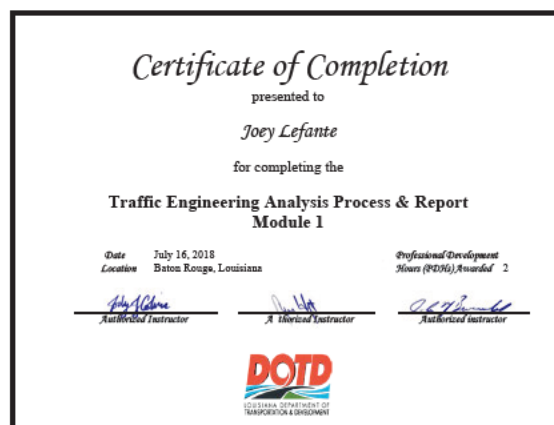 Certificate of Completion
presented to
Joey Lefante
for completing the
Traffic Engineering Analysis Process & Report
Module 1
Date July 16, 2018
Location Baton Rouge, Louisiana
Professional Development
Hours (PDHs) Awarded 2
Authorized Instructor
A thorized Instructor
Authorized instructor
DOTD
LOUISIANA DEPARTMENT OF
TRANSPORTATION & DEVELOPMENT